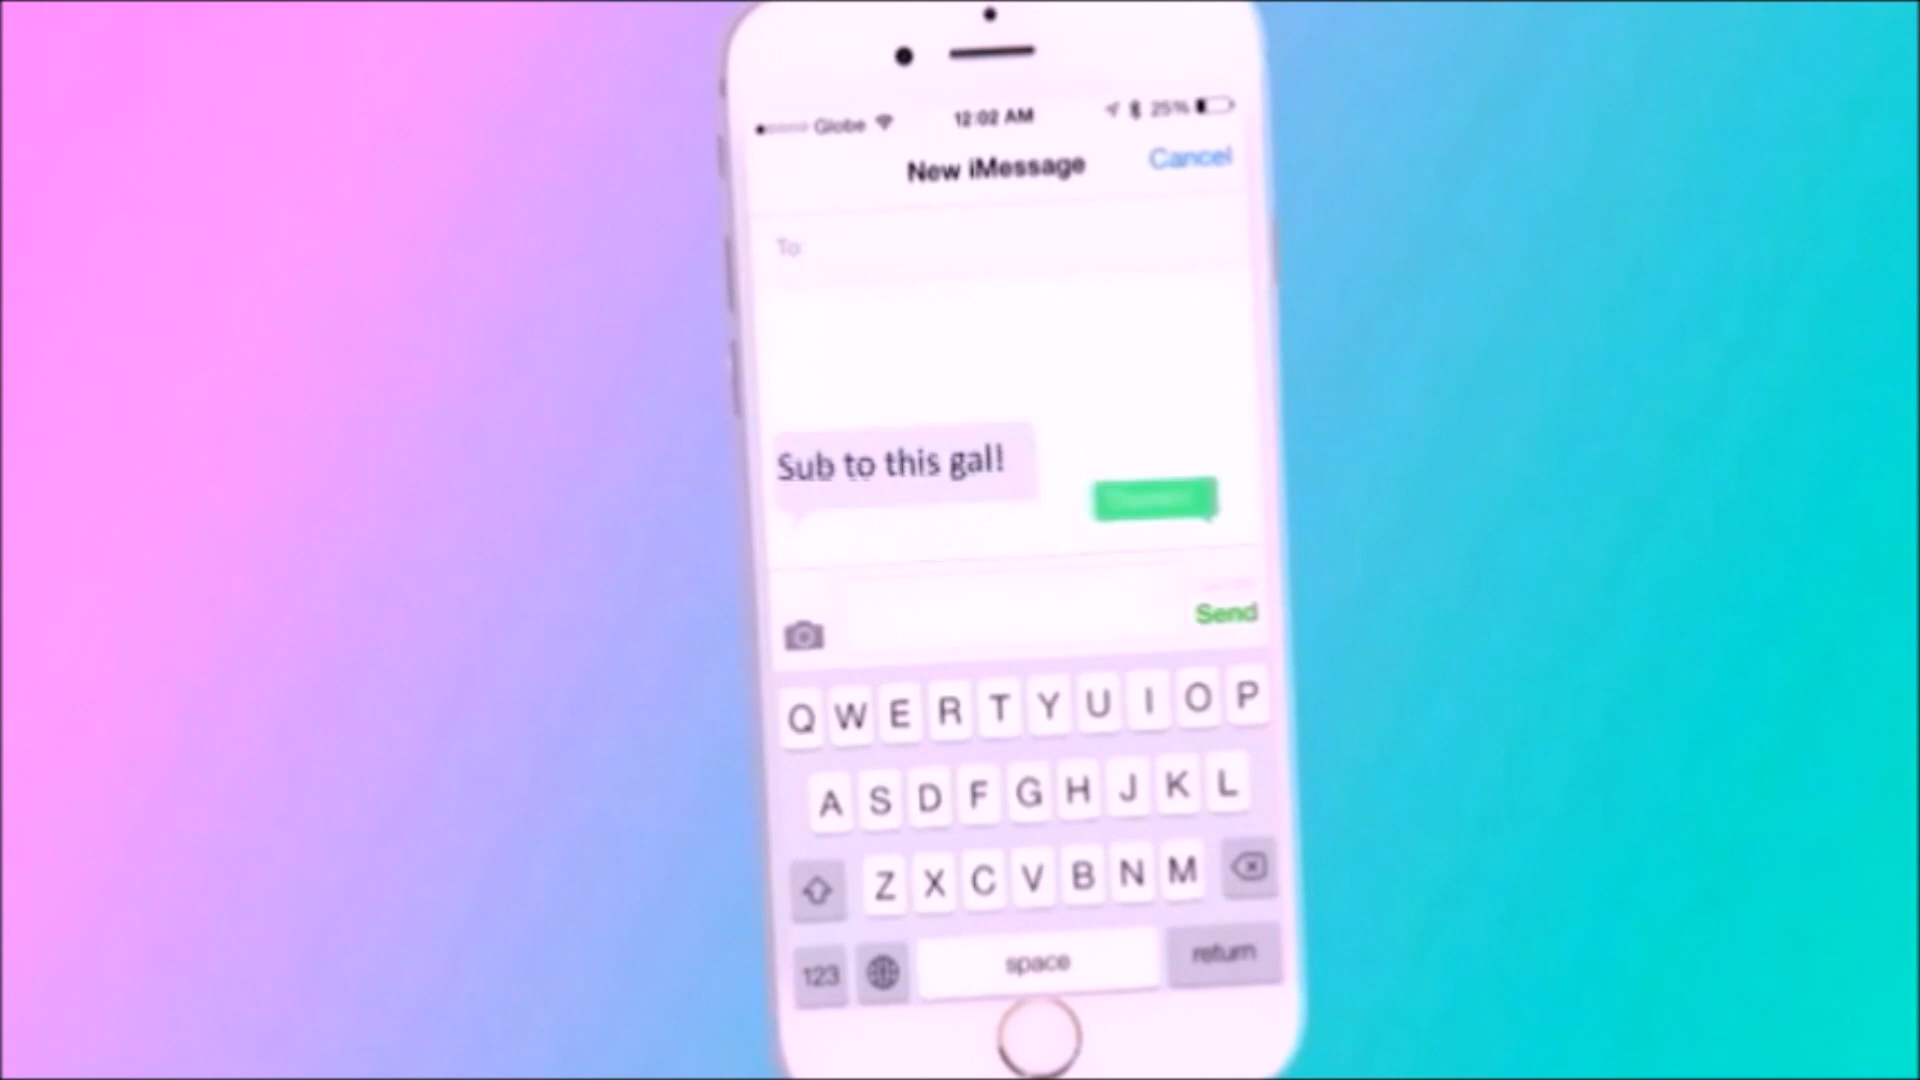 Globe 12:02 AM 25%
New iMessage Cancel
To
Sub to this gal!
Send
Q W E R T Y U I O P
A S D F G H J K L
Z X C V B N M
123 space return